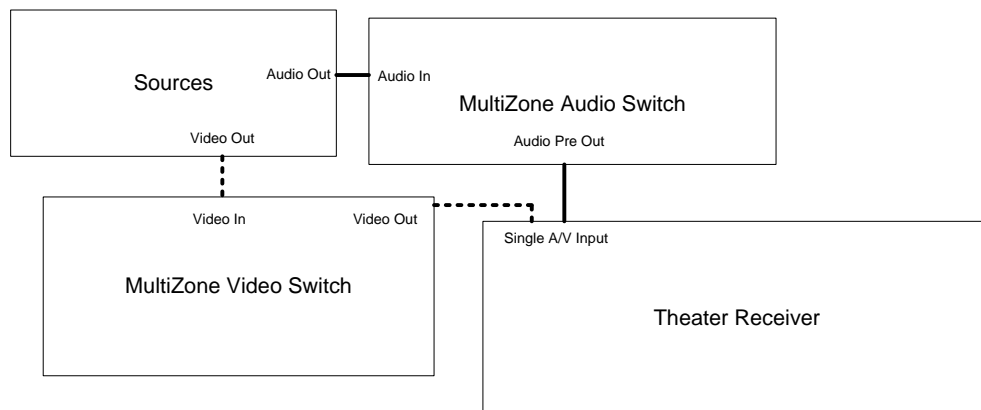 Sources
Audio Out
Video Out
Audio In
MultiZone Audio Switch
Audio Pre Out
Video In
Video Out
MultiZone Video Switch
Single A/V Input
Theater Receiver